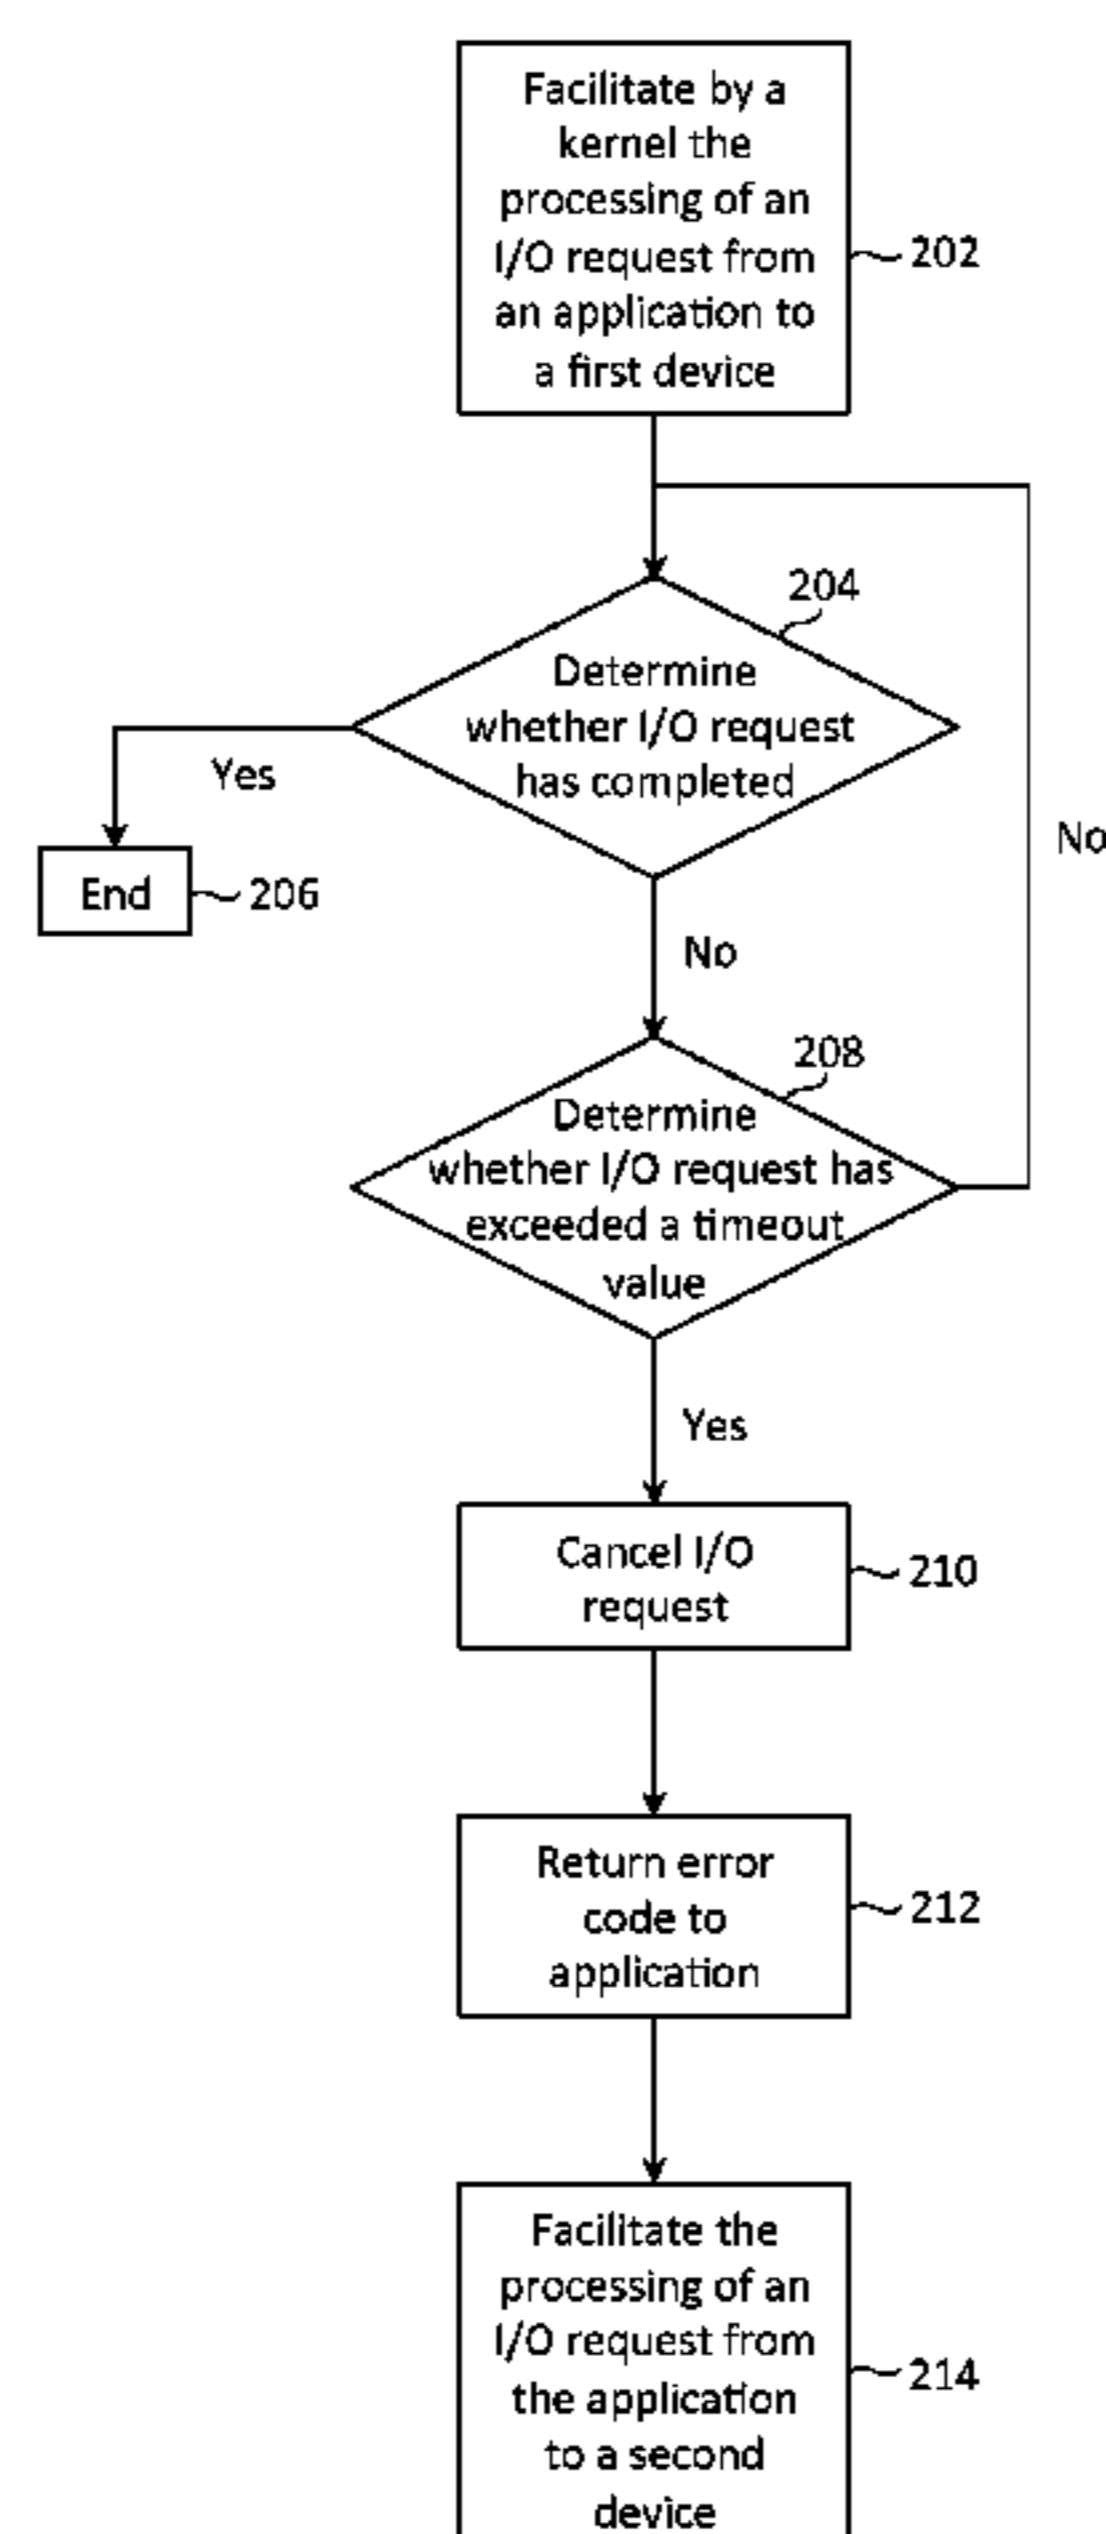 Facilitate by a
kernel the
processing of an
I/O request from
an application to
a first device
202
204
Determine
whether I/O request
has completed
Yes
No
End
206
No
208
Determine
whether I/O request has
exceeded a timeout
value
Yes
Cancel I/O
request
210
Return error
code to
application
212
Facilitate the
processing of an
I/O request from
the application
to a second
device
214